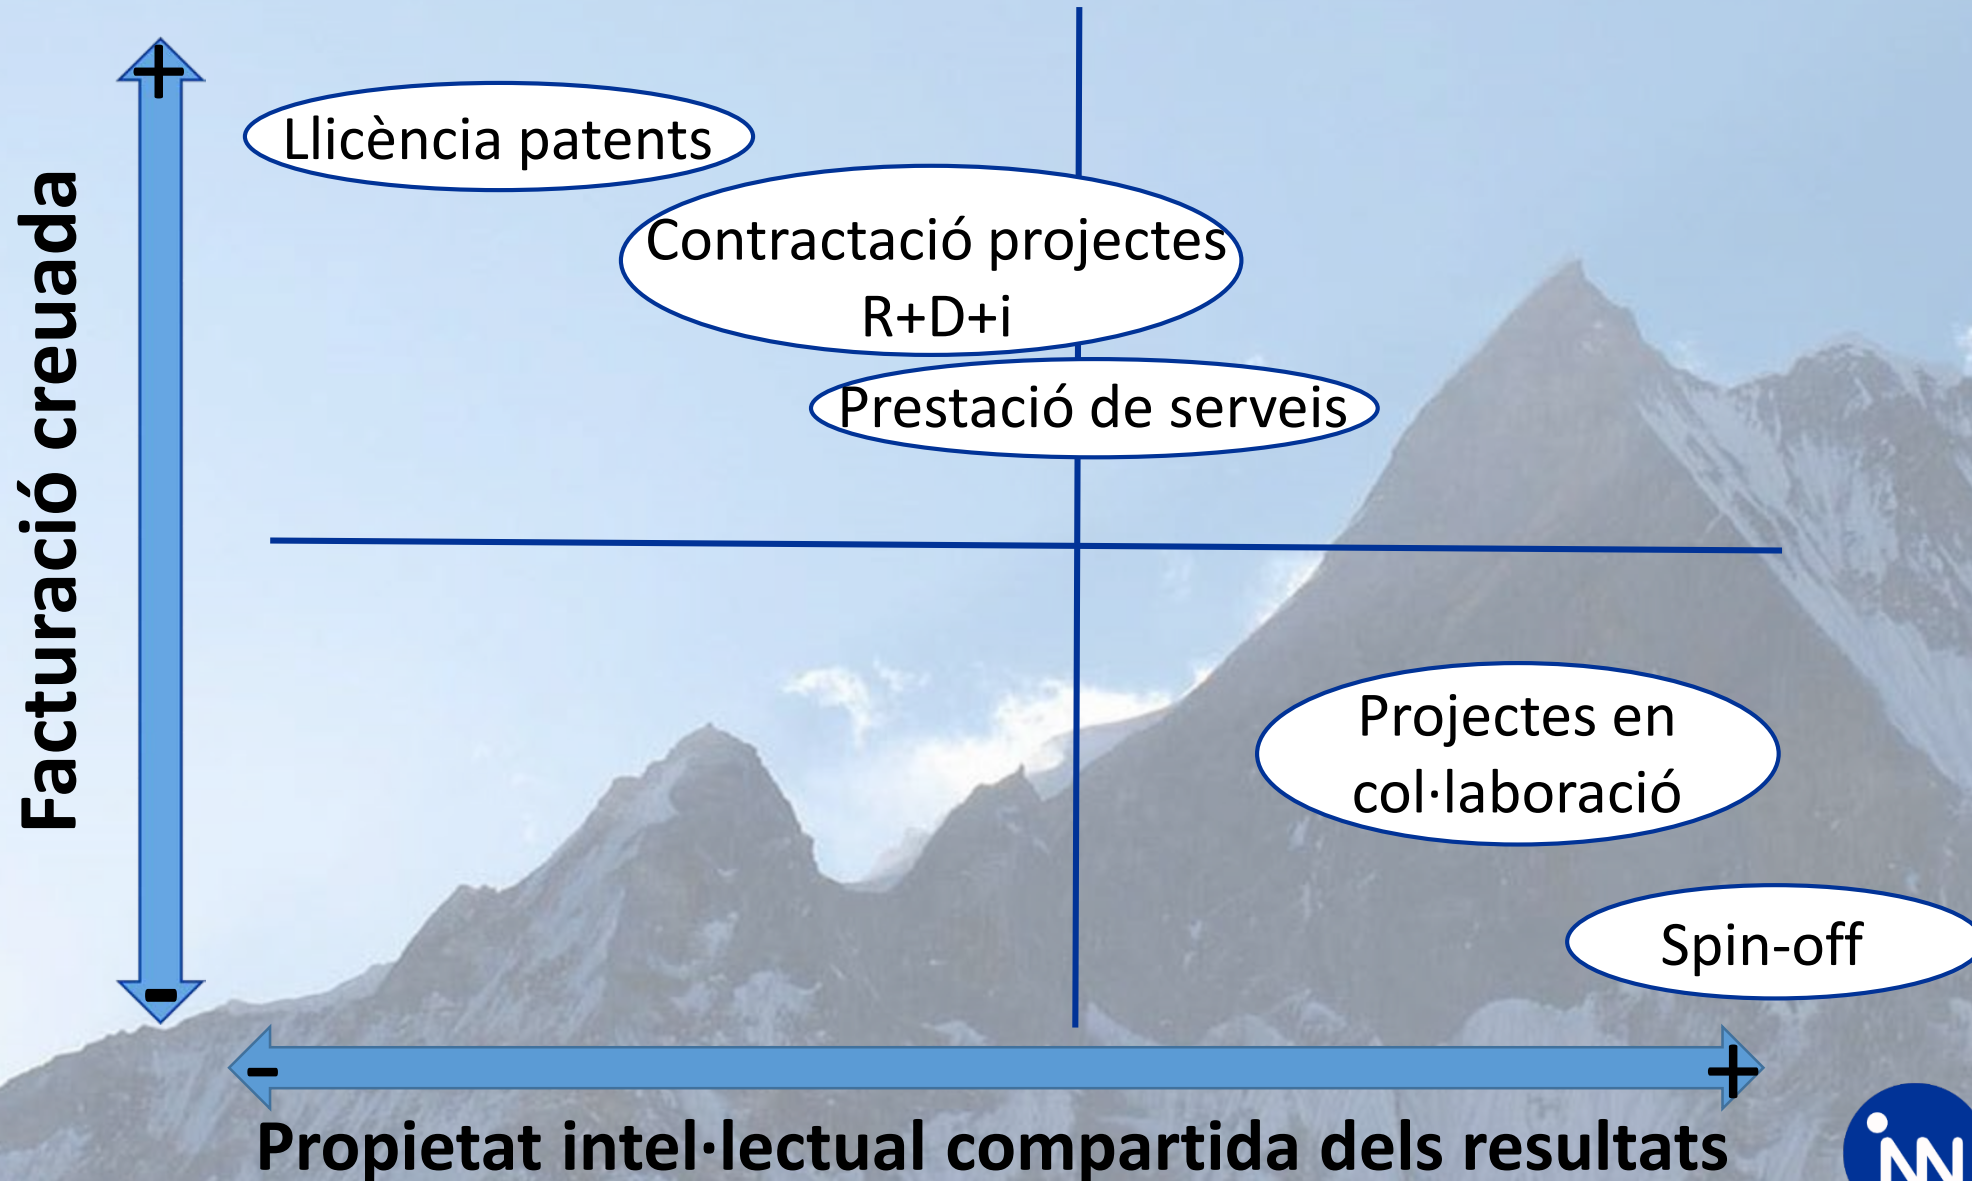 +
Llicència patents
Contractació projectes
R+D+i
Prestació de serveis
Facturació creuada
Projectes en
col·laboració
Spin-off
-
-
+
Propietat intel·lectual compartida dels resultats